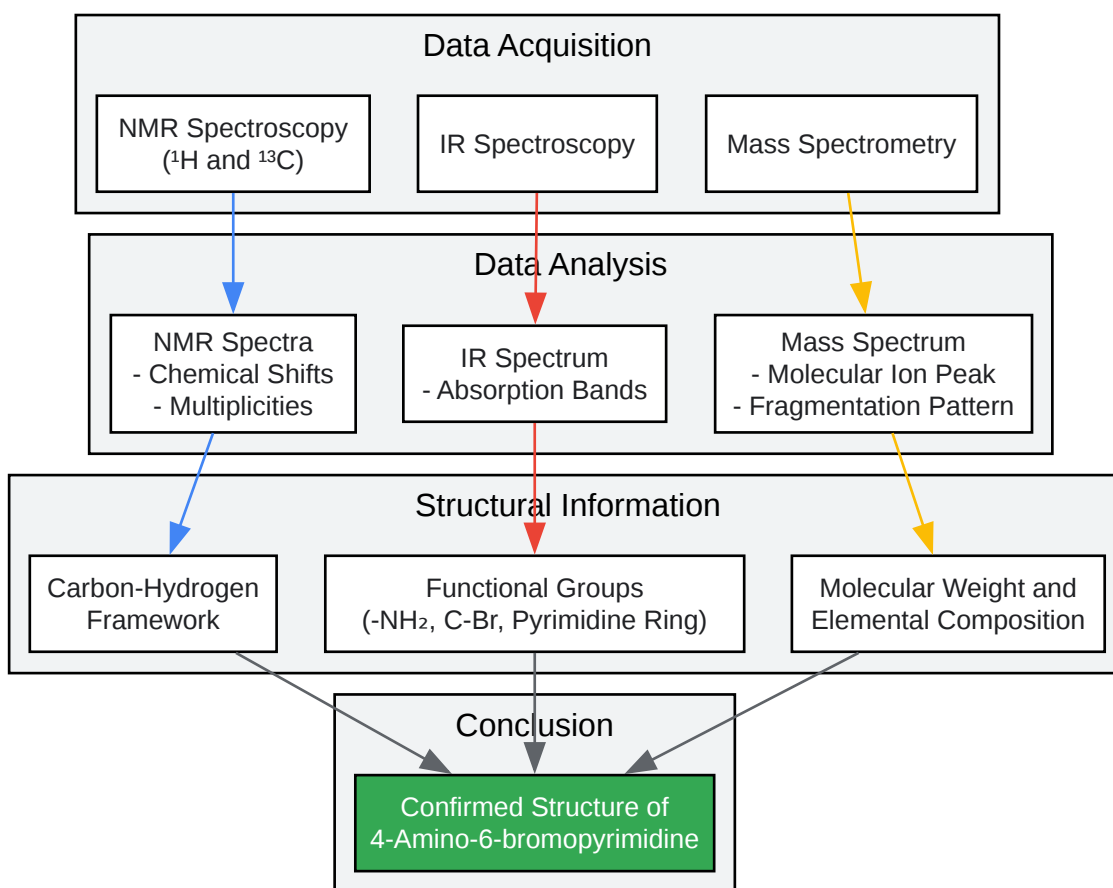 Data Acquisition
NMR Spectroscopy
(¹H and ¹³C)
IR Spectroscopy
Mass Spectrometry
Data Analysis
NMR Spectra
- Chemical Shifts
- Multiplicities
IR Spectrum
- Absorption Bands
Mass Spectrum
- Molecular Ion Peak
- Fragmentation Pattern
Structural Information
Carbon-Hydrogen
Framework
Functional Groups
(-NH₂, C-Br, Pyrimidine Ring)
Molecular Weight and
Elemental Composition
Conclusion
Confirmed Structure of
4-Amino-6-bromopyrimidine